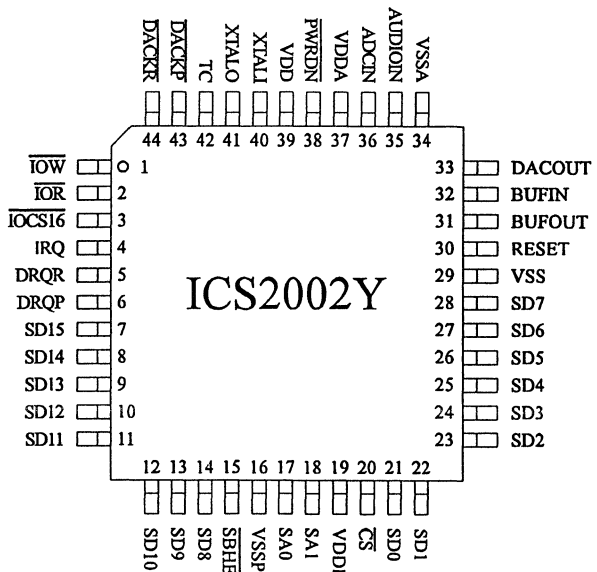 DACKR DACKP TC XTALO XTALI VDD PWRDN VDDA ADCIN AUDIOIN VSSA
44 43 42 41 40 39 38 37 36 35 34
IOW 1 33 DACOUT
IOR 2 32 BUFIN
IOCS16 3 31 BUFOUT
IRQ 4 30 RESET
DRQR 5 29 VSS
DRQP 6 28 SD7
ICS2002Y
SD15 7 27 SD6
SD14 8 26 SD5
SD13 9 25 SD4
SD12 10 24 SD3
SD11 11 23 SD2
12 13 14 15 16 17 18 19 20 21 22
SD10 SD9 SD8 SBHE VSSP SA0 SA1 CS SD0 SD1